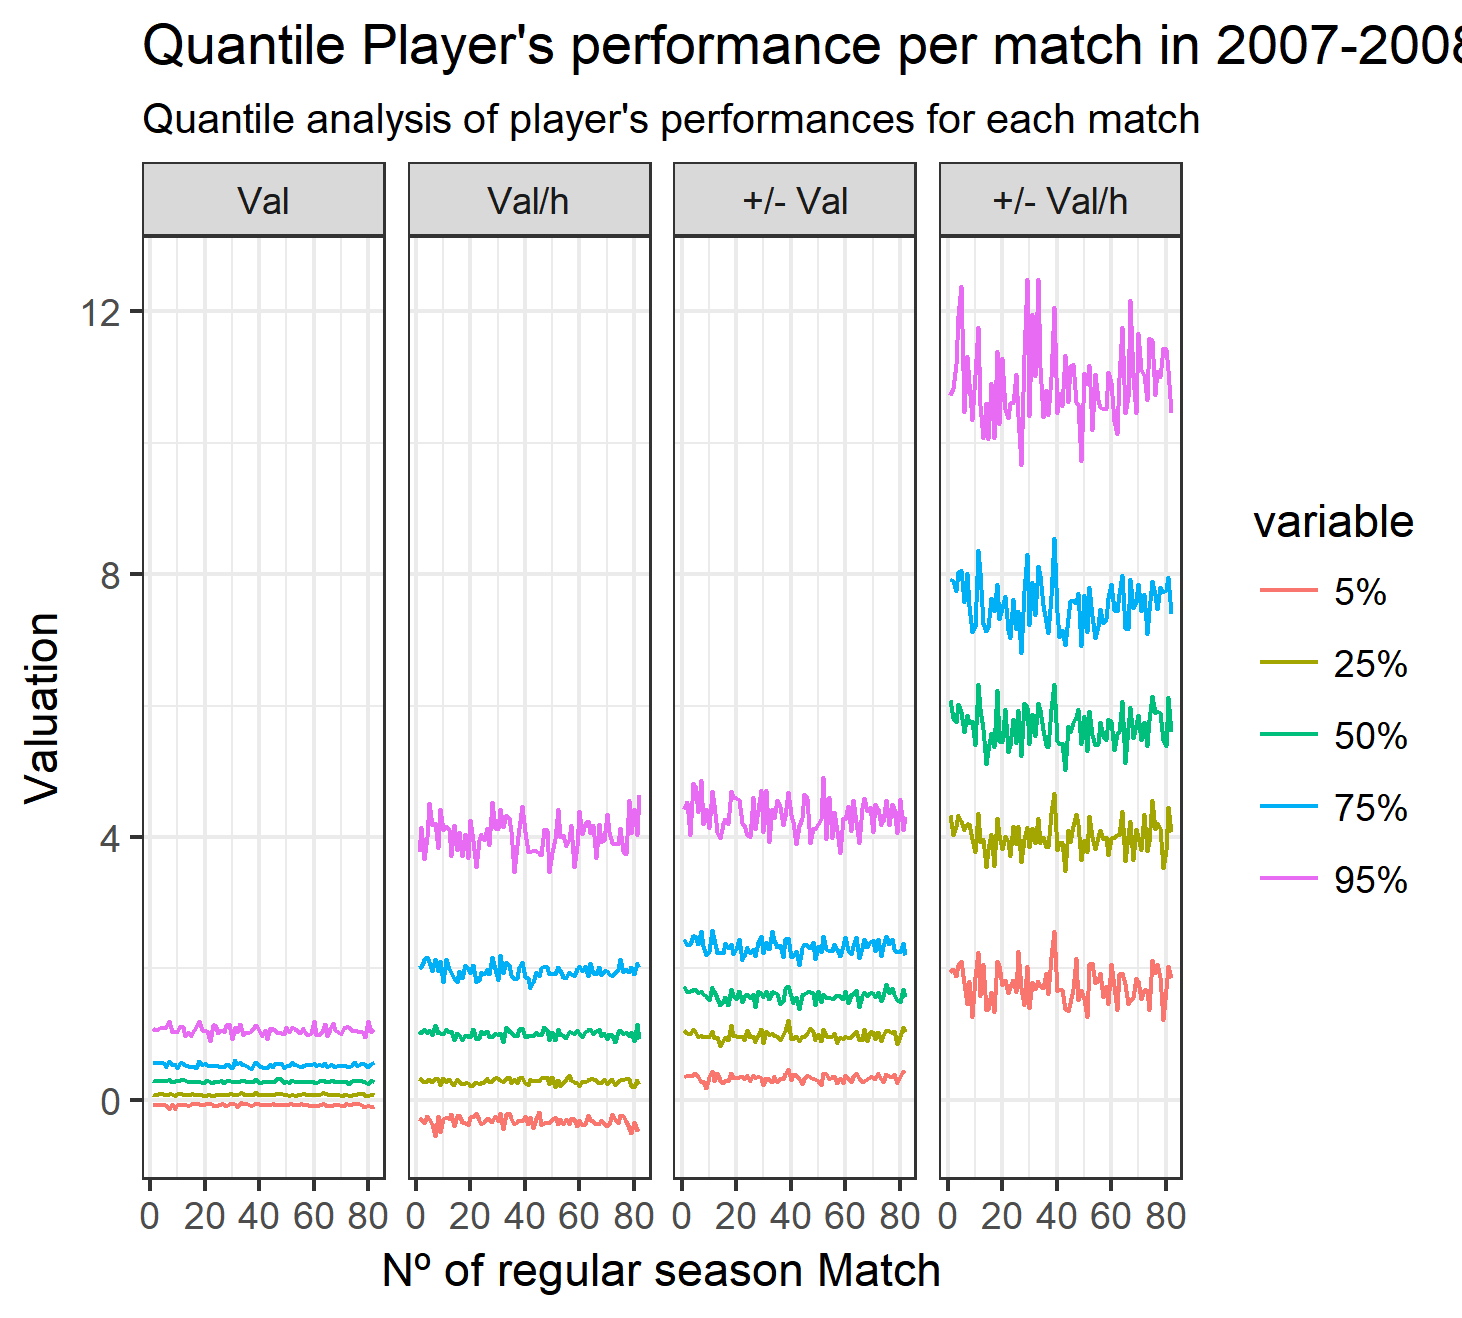 Quantile Player's performance per match in 2007-2008
Quantile analysis of player's performances for each match
Val
Val/h
+/- Val
+/- Val/h
12
8
4
0
Valuation
0 20 40 60 80
0 20 40 60 80
0 20 40 60 80
0 20 40 60 80
Nº of regular season Match
variable
5%
25%
50%
75%
95%